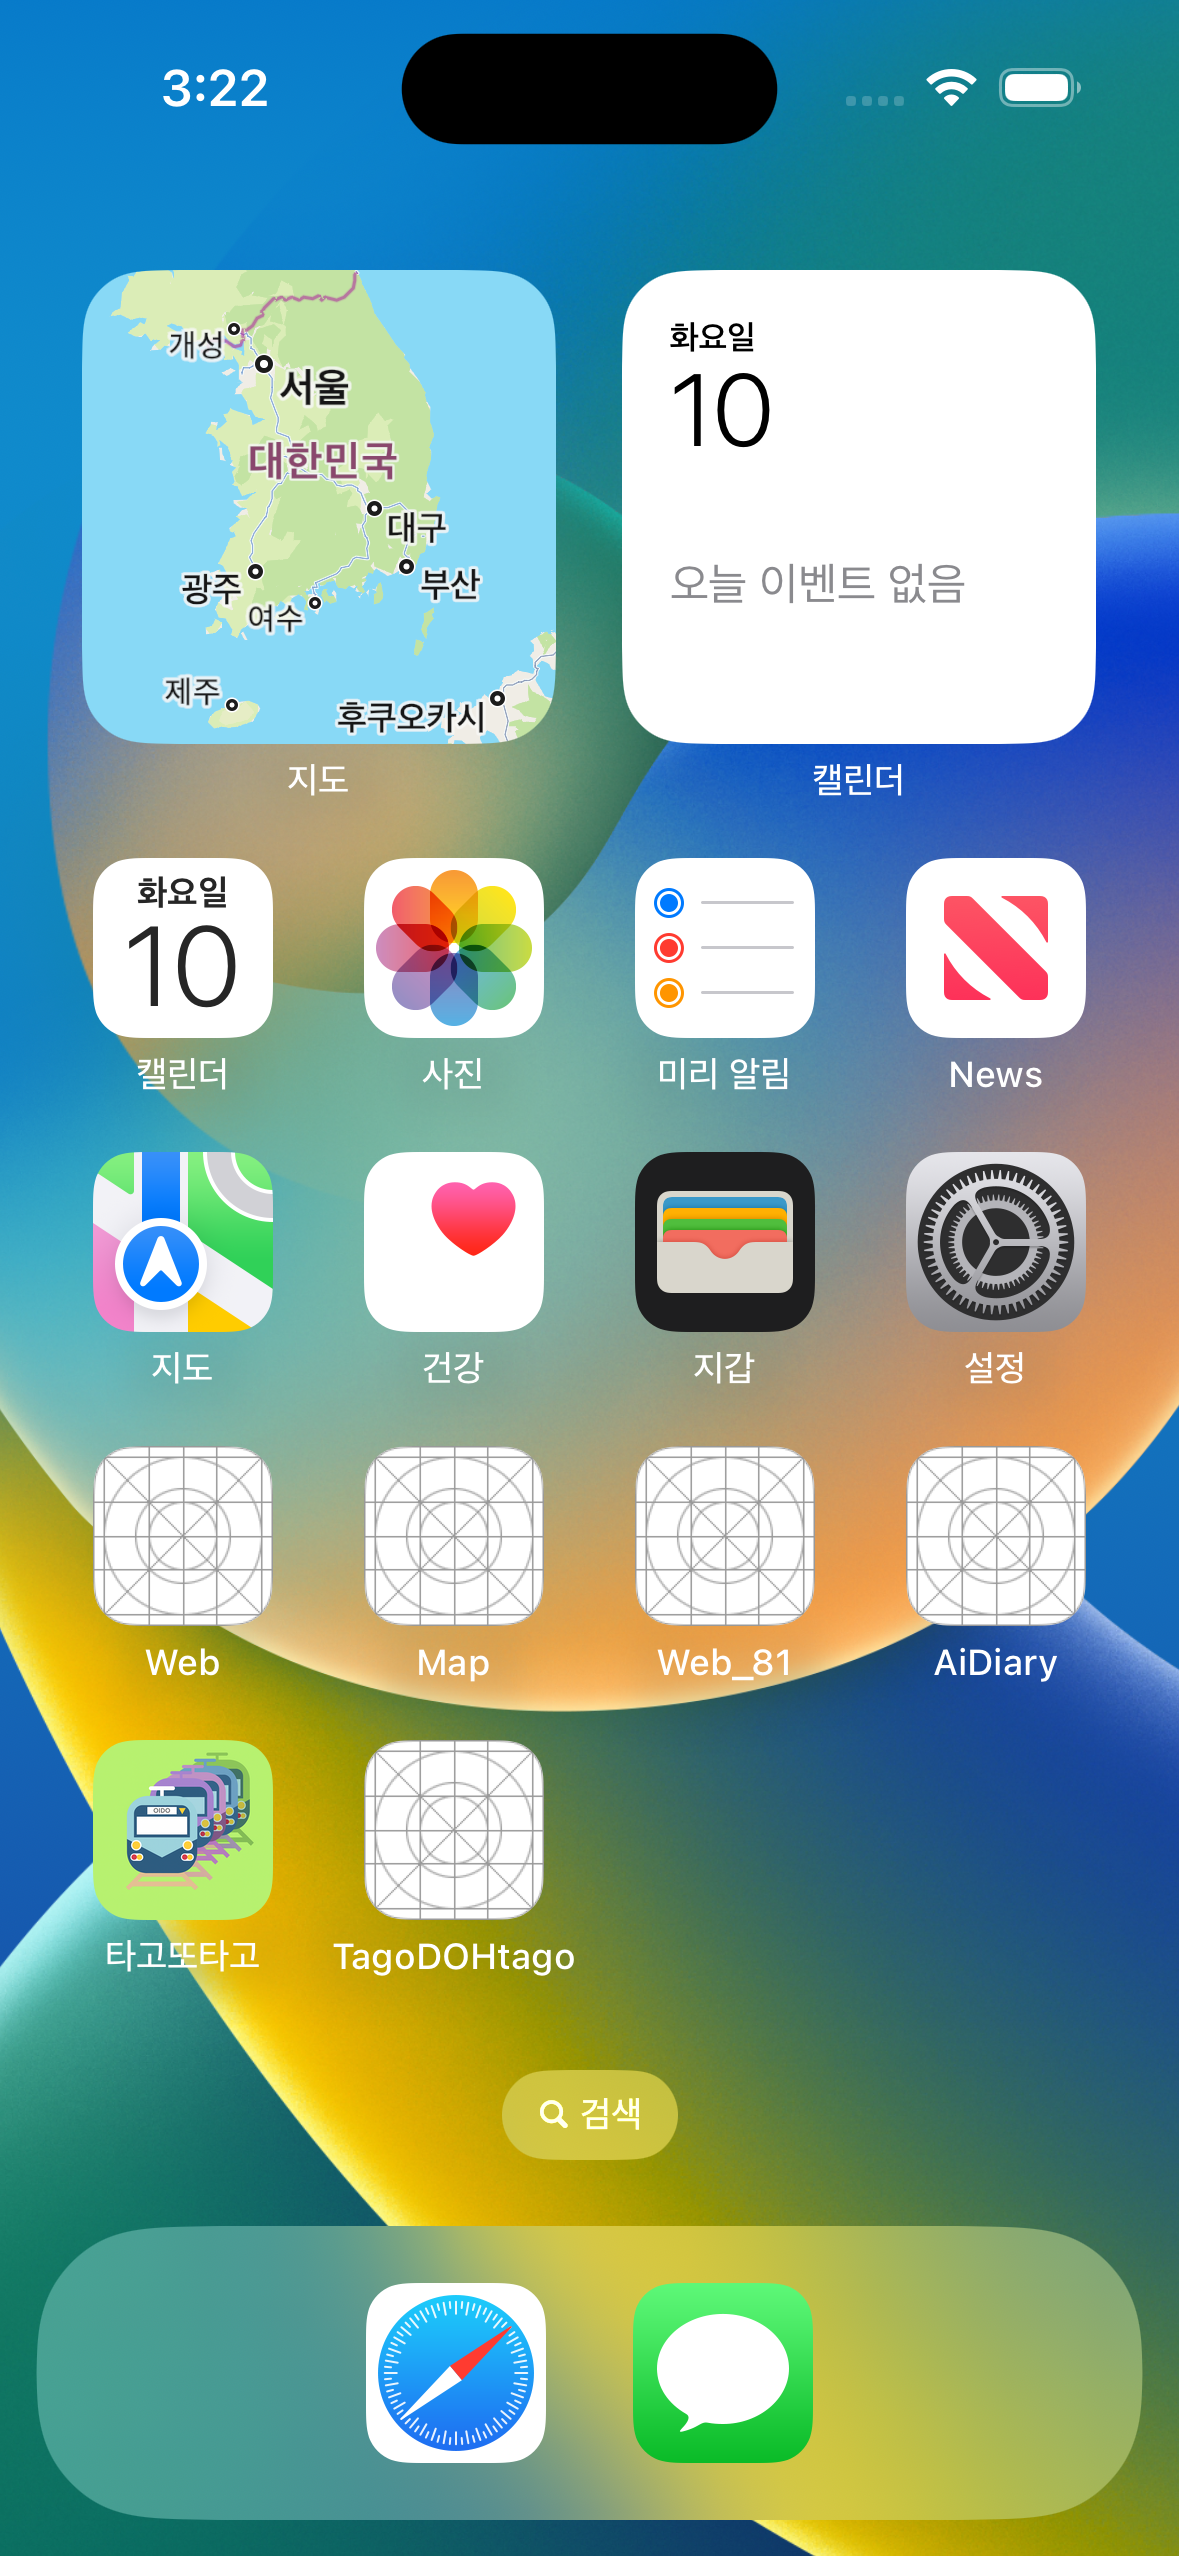 3:22
개성
서울
대한민국
대구
광주
부산
여수
제주
후쿠오카시
지도
화요일
10
오늘 이벤트 없음
캘린더
화요일
10
캘린더
사진
미리 알림
News
지도
건강
지갑
설정
Web
Map
Web_81
AiDiary
OIDO
타고또타고
TagoDOHtago
검색